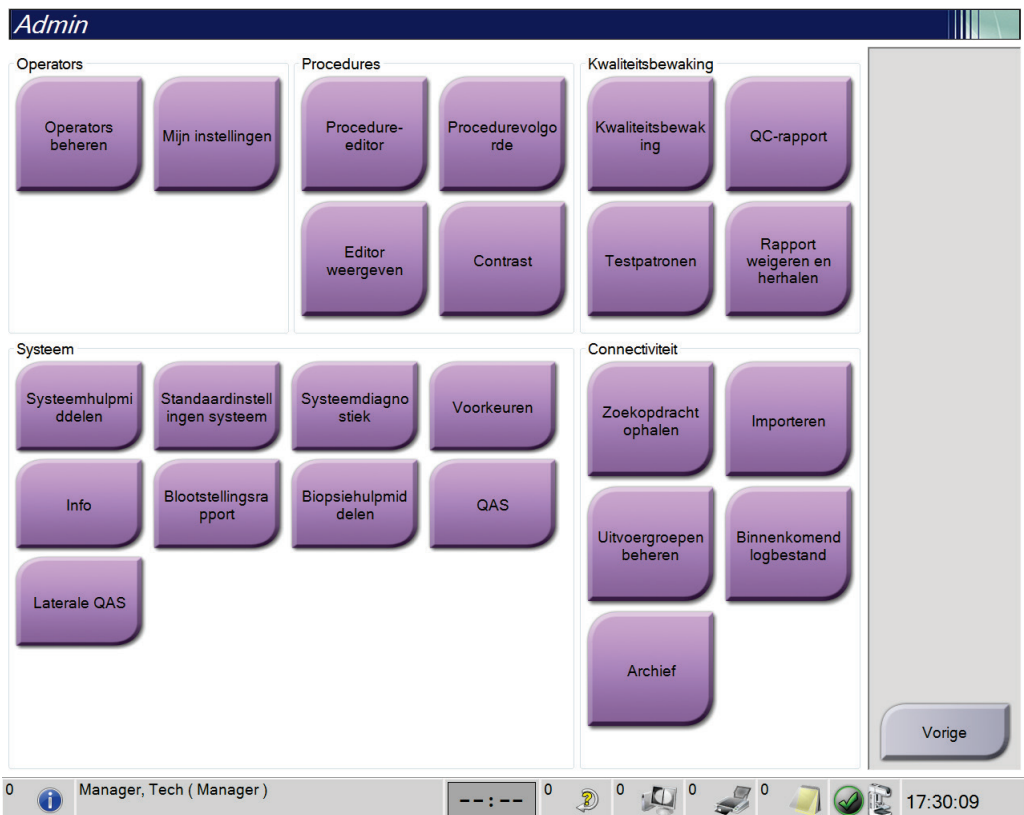 Admin
Operators
Operators
beheren
Mijn instellingen
Procedures
Procedure-
editor
Procedurevolgo
rde
Editor
weergeven
Contrast
Kwaliteitsbewaking
Kwaliteitsbewak
ing
QC-rapport
Testpatronen
Rapport
weigeren en
herhalen
Systeem
Systeemhulpmi
ddelen
Standaardinstell
ingen systeem
Systeemdiagno
stiek
Voorkeuren
Info
Blootstellingsra
pport
Biopsiehulpmid
delen
QAS
Laterale QAS
Connectiviteit
Zoekopdracht
ophalen
Importeren
Uitvoergroepen
beheren
Binnenkomend
logbestand
Archief
Vorige
0 Manager, Tech ( Manager ) --:-- 0 0 0 0 17:30:09